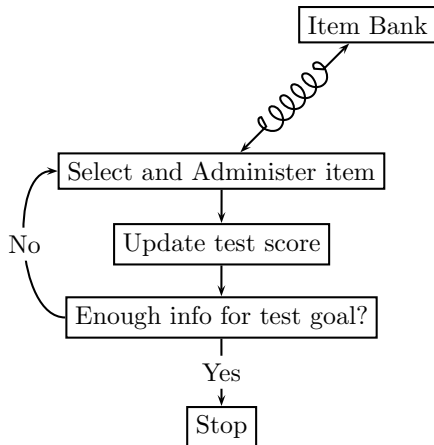 Item Bank
Select and Administer item
Update test score
No
Enough info for test goal?
Yes
Stop